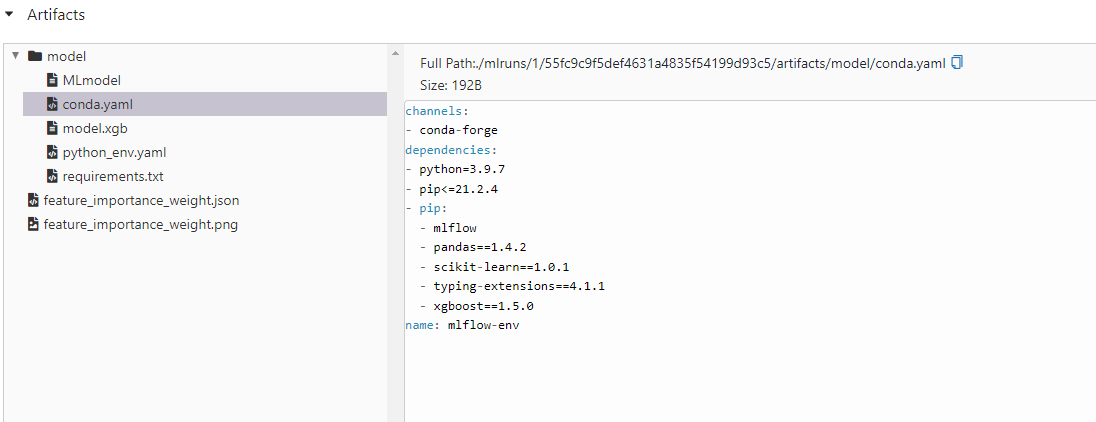 Artifacts
model
MLmodel
conda.yaml
model.xgb
python_env.yaml
requirements.txt
feature_importance_weight.json
feature_importance_weight.png
Full Path:./mlruns/1/55fc9c9f5def4631a4835f54199d93c5/artifacts/model/conda.yaml
Size: 192B
channels:
- conda-forge
dependencies:
- python=3.9.7
- pip<=21.2.4
- pip:
  - mlflow
  - pandas==1.4.2
  - scikit-learn==1.0.1
  - typing-extensions==4.1.1
  - xgboost==1.5.0
name: mlflow-env